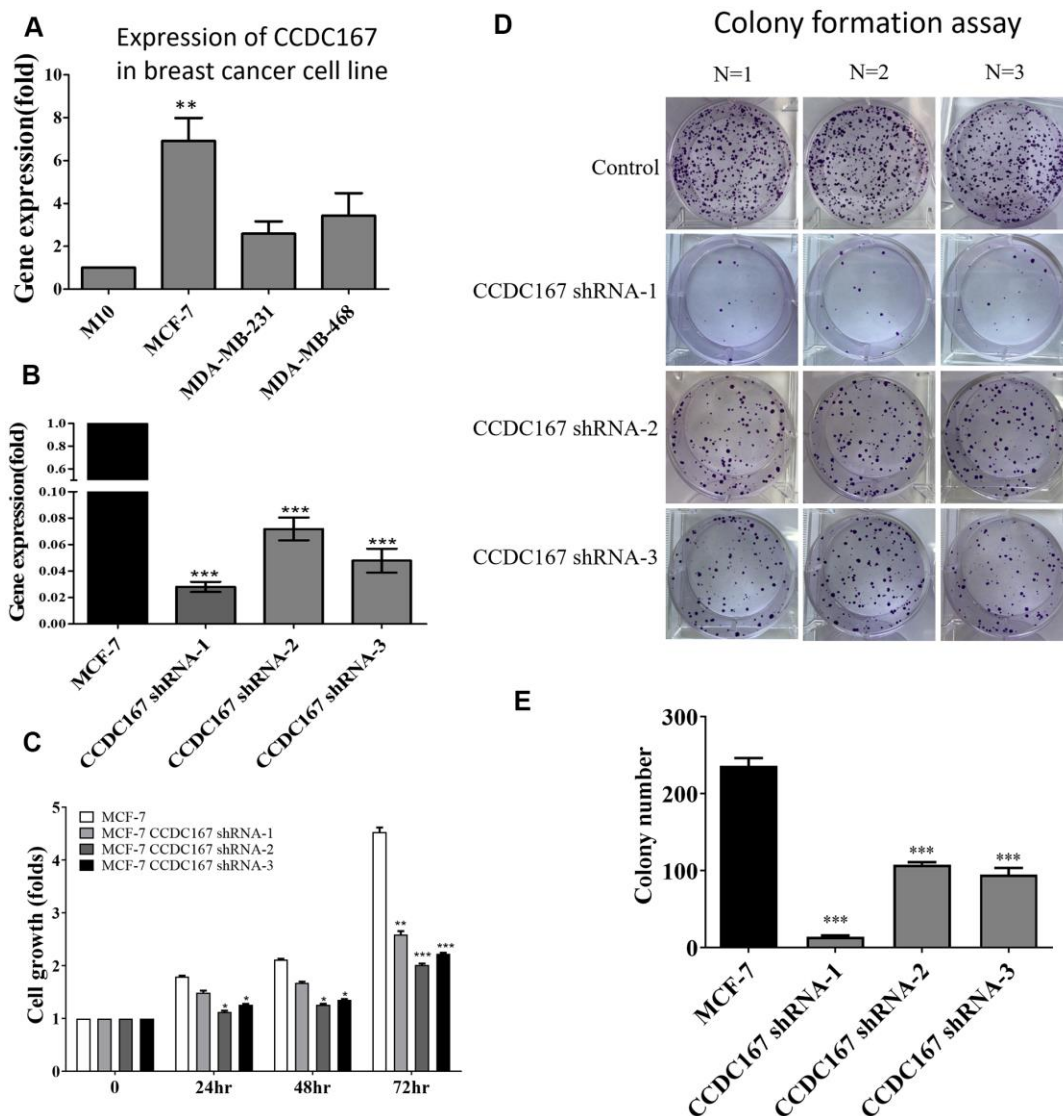 A
Expression of CCDC167
in breast cancer cell line
Gene expression(fold)
10
8
6
4
2
0
**
M10
MCF-7
MDA-MB-231
MDA-MB-468
B
Gene expression(fold)
1.0
0.8
0.6
0.10
0.08
0.06
0.04
0.02
0.00
***
***
***
MCF-7
CCDC167 shRNA-1
CCDC167 shRNA-2
CCDC167 shRNA-3
C
Cell growth (folds)
5
4
3
2
1
0
MCF-7
MCF-7 CCDC167 shRNA-1
MCF-7 CCDC167 shRNA-2
MCF-7 CCDC167 shRNA-3
* *
* *
** *** ***
0 24hr 48hr 72hr
D
Colony formation assay
N=1 N=2 N=3
Control
CCDC167 shRNA-1
CCDC167 shRNA-2
CCDC167 shRNA-3
E
Colony number
300
200
100
0
***
***
***
MCF-7
CCDC167 shRNA-1
CCDC167 shRNA-2
CCDC167 shRNA-3